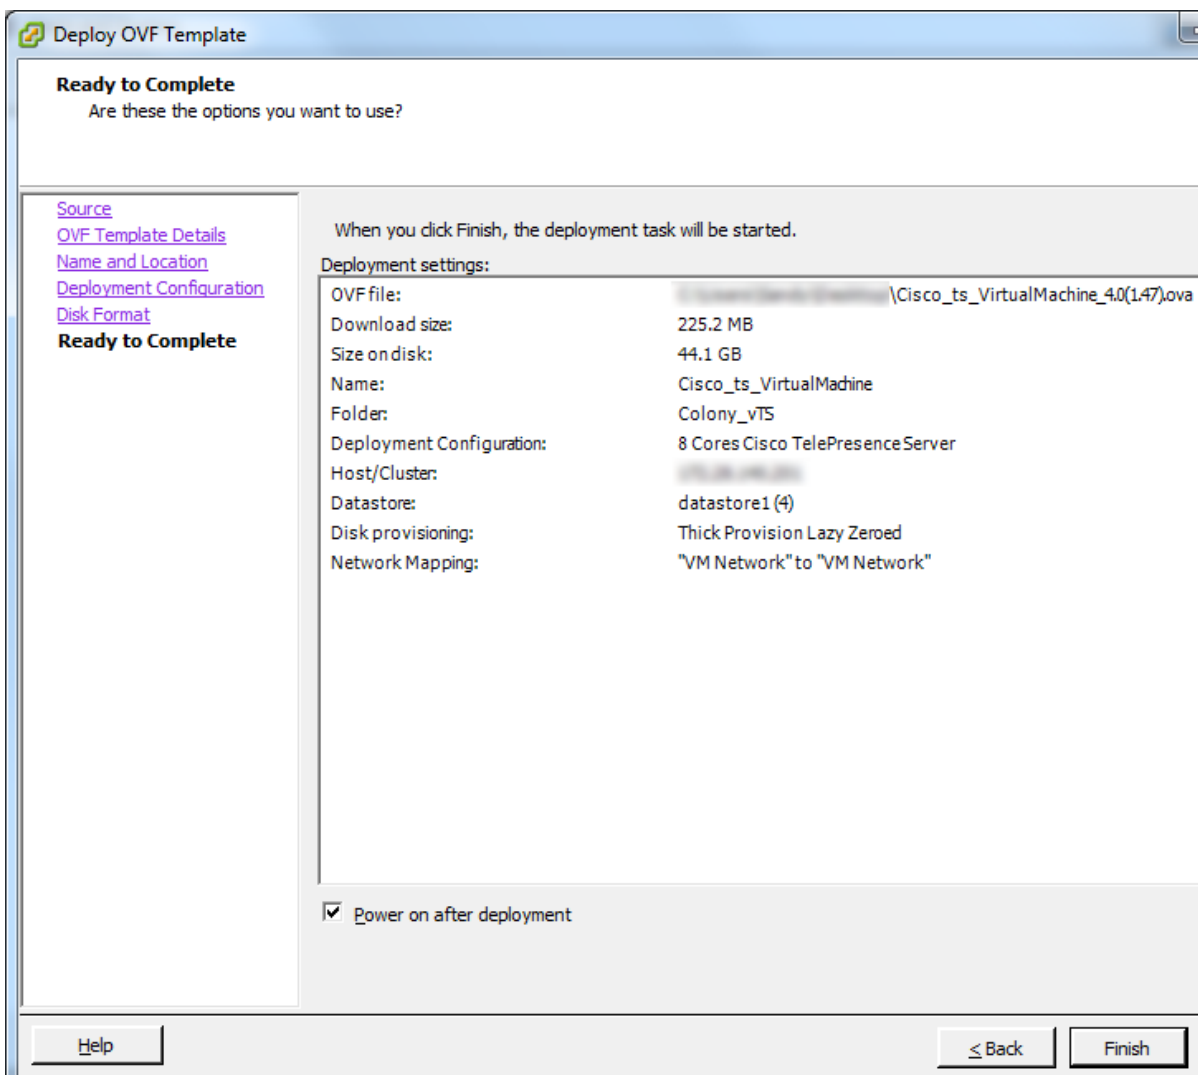 Deploy OVF Template
Ready to Complete
Are these the options you want to use?
Source
OVF Template Details
Name and Location
Deployment Configuration
Disk Format
Ready to Complete
When you click Finish, the deployment task will be started.
Deployment settings:
OVF file: \Cisco_ts_VirtualMachine_4.0(1.47).ova
Download size: 225.2 MB
Size on disk: 44.1 GB
Name: Cisco_ts_VirtualMachine
Folder: Colony_vTS
Deployment Configuration: 8 Cores Cisco TelePresence Server
Host/Cluster:
Datastore: datastore1 (4)
Disk provisioning: Thick Provision Lazy Zeroed
Network Mapping: "VM Network" to "VM Network"
Power on after deployment
Help
< Back
Finish